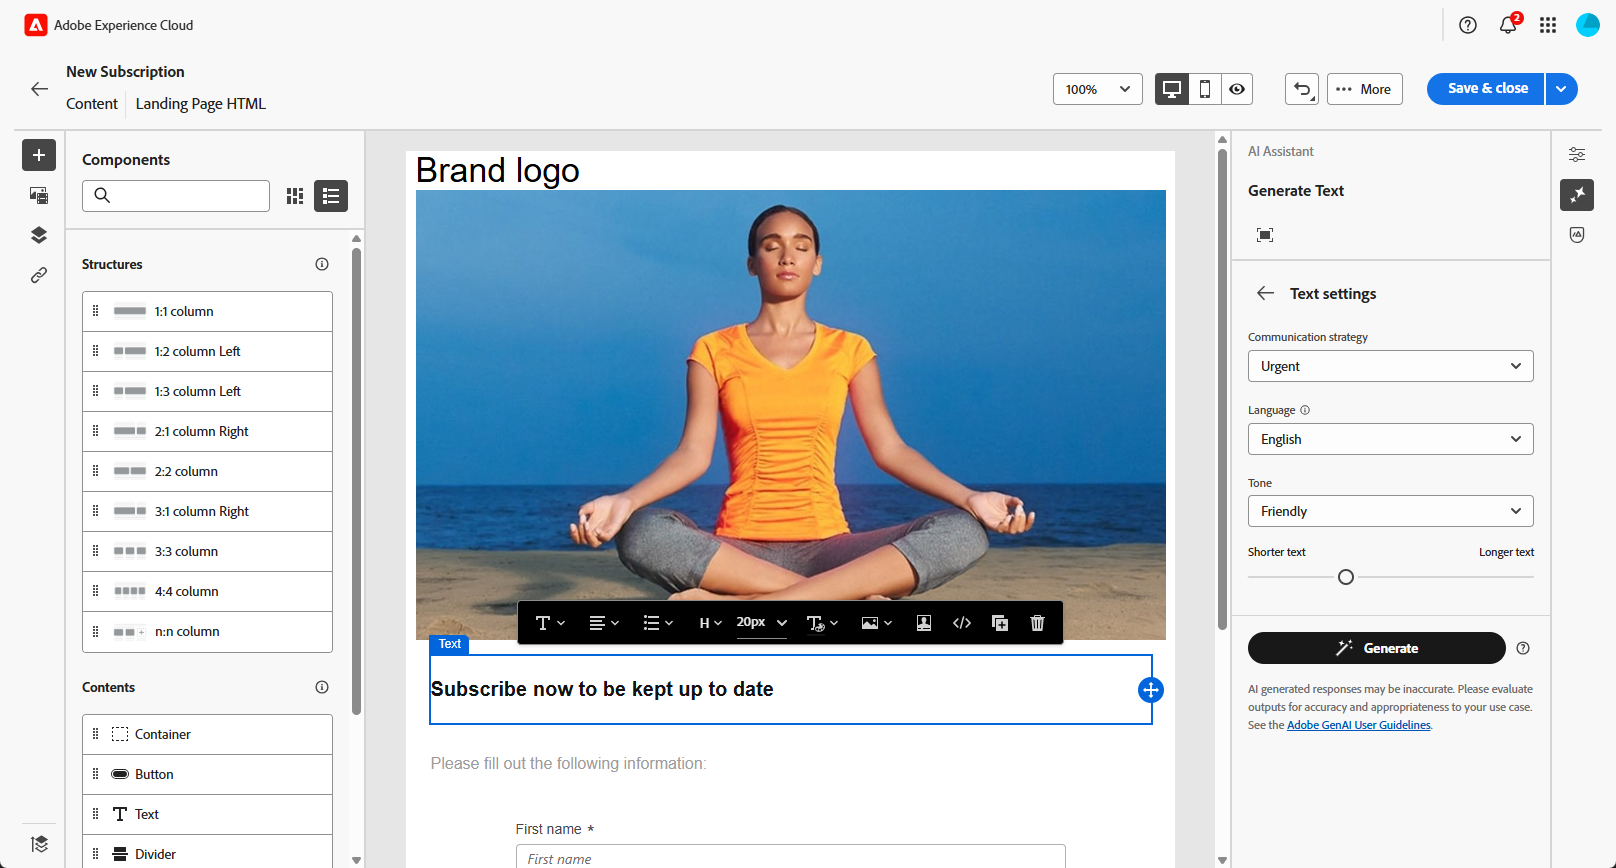 Adobe Experience Cloud
2
New Subscription
Content
Landing Page HTML
100%
More
Save & close
Components
Structures
1:1 column
1:2 column Left
1:3 column Left
2:1 column Right
2:2 column
3:1 column Right
3:3 column
4:4 column
n:n column
Contents
Container
Button
Text
Divider
Brand logo
H
20px
Text
Subscribe now to be kept up to date
Please fill out the following information:
First name *
First name
AI Assistant
Generate Text
Text settings
Communication strategy
Urgent
Language
English
Tone
Friendly
Shorter text
Longer text
Generate
AI generated responses may be inaccurate. Please evaluate
outputs for accuracy and appropriateness to your use case.
See the Adobe GenAI User Guidelines.